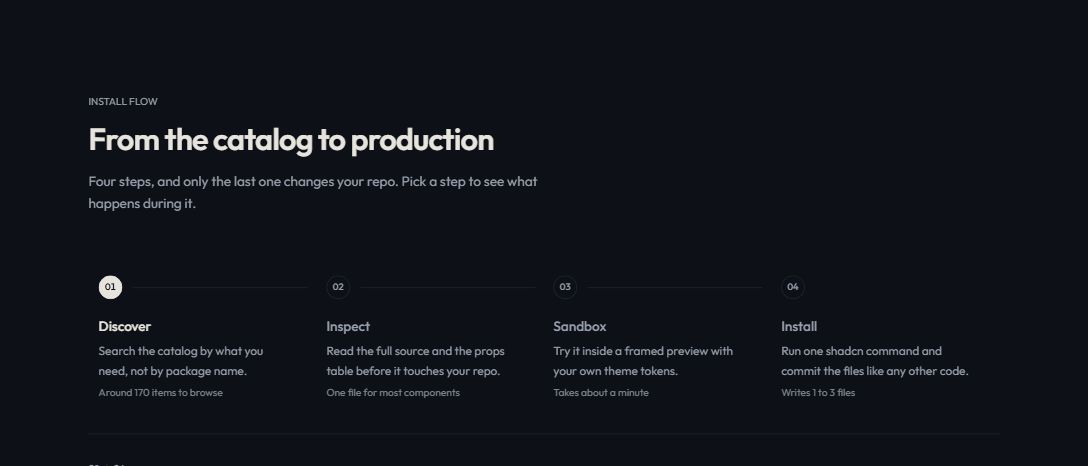 INSTALL FLOW
From the catalog to production
Four steps, and only the last one changes your repo. Pick a step to see what
happens during it.
01
02
03
04
Discover
Search the catalog by what you
need, not by package name.
Around 170 items to browse
Inspect
Read the full source and the props
table before it touches your repo.
One file for most components
Sandbox
Try it inside a framed preview with
your own theme tokens.
Takes about a minute
Install
Run one shadcn command and
commit the files like any other code.
Writes 1 to 3 files